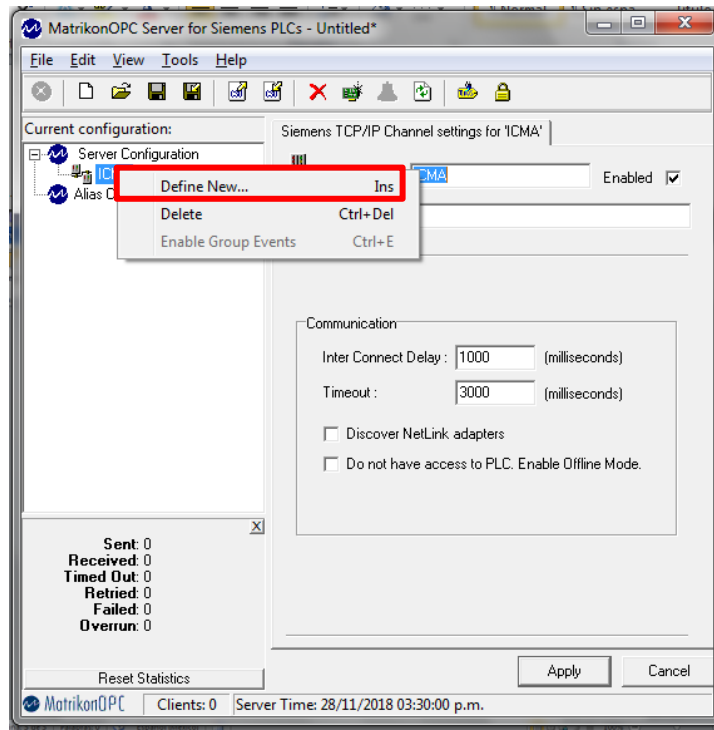 MatrikonOPC Server for Siemens PLCs - Untitled*
File Edit View Tools Help
Current configuration:
Siemens TCP/IP Channel settings for 'ICMA'
Server Configuration
Alias
Define New... Ins
Delete Ctrl+Del
Enable Group Events Ctrl+E
Enabled
Communication
Inter Connect Delay : 1000 (milliseconds)
Timeout : 3000 (milliseconds)
Discover NetLink adapters
Do not have access to PLC. Enable Offline Mode.
X
Sent: 0
Received: 0
Timed Out: 0
Retried: 0
Failed: 0
Overrun: 0
Reset Statistics
Apply Cancel
MatrikonOPC Clients: 0 Server Time: 28/11/2018 03:30:00 p.m.